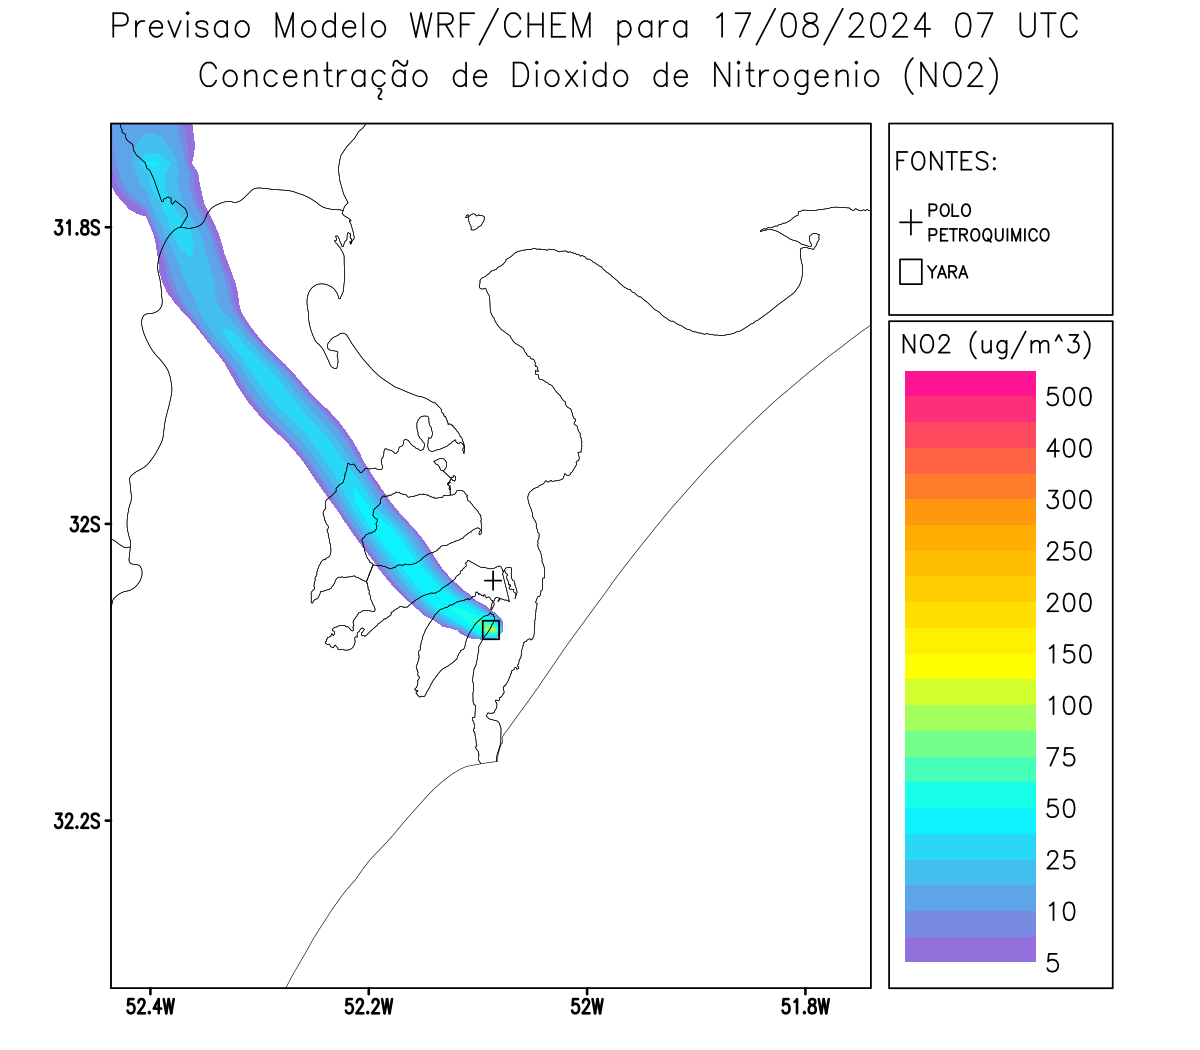 Previsao Modelo WRF/CHEM para 17/08/2024 07 UTC
Concentração de Dioxido de Nitrogenio (NO2)
FONTES:
POLO
PETROQUIMICO
YARA
NO2 (ug/m^3)
500
400
300
250
200
150
100
75
50
25
10
5
31.8S
32S
32.2S
52.4W
52.2W
52W
51.8W